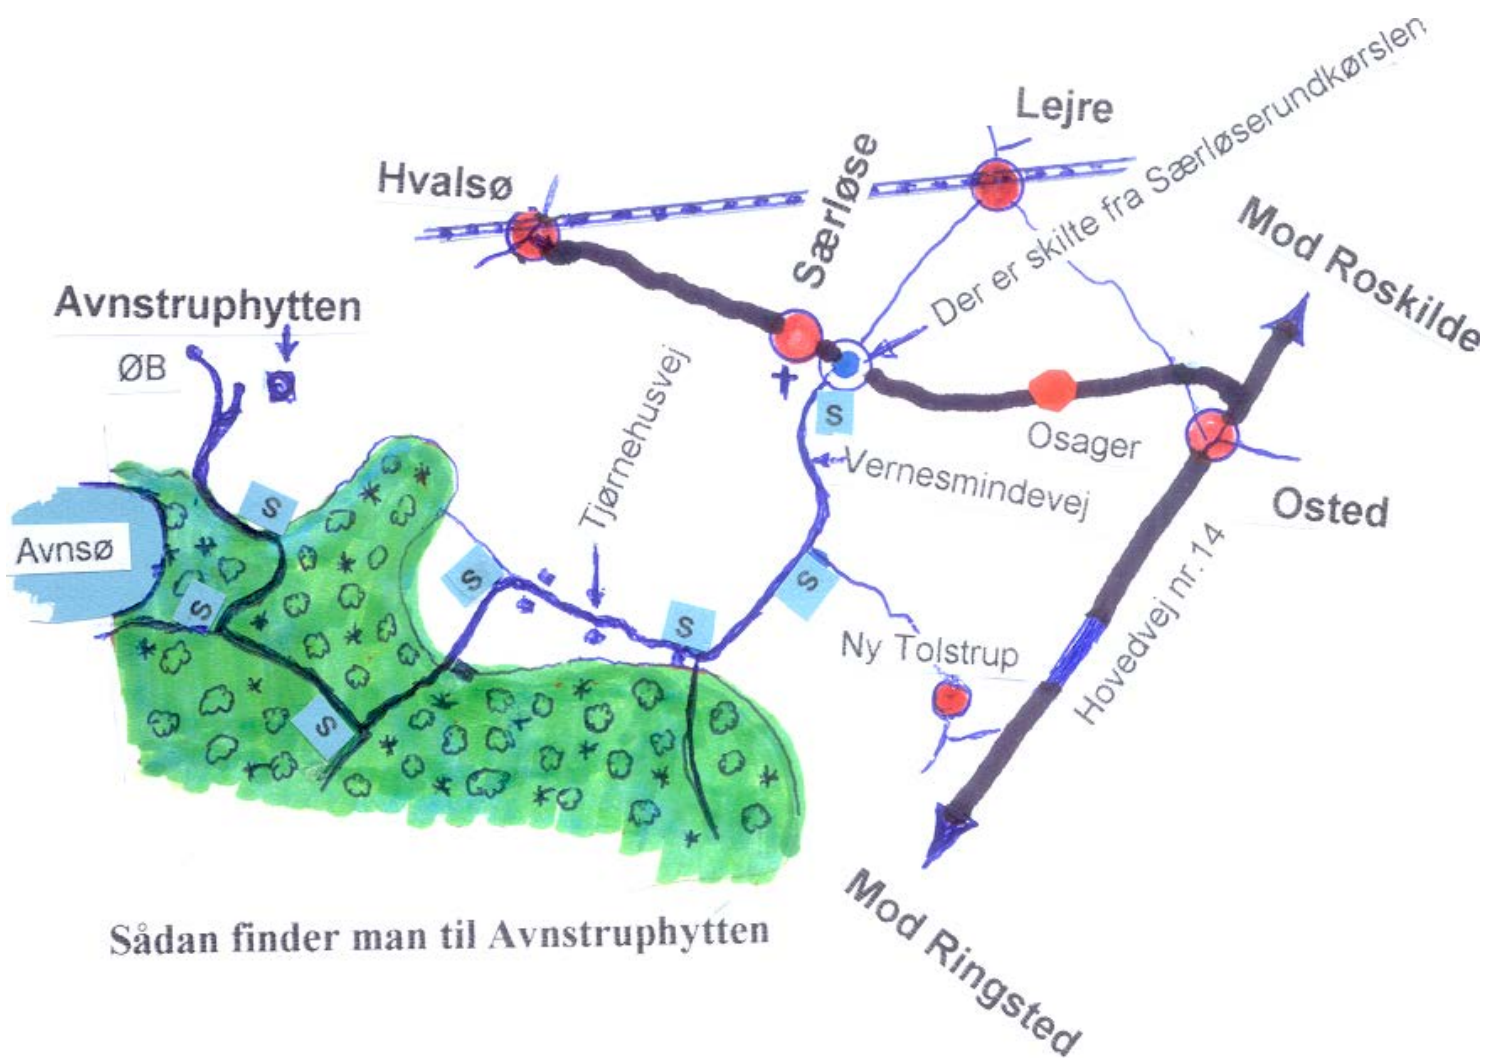 Lejre
Hvalsø
Særløse
Der er skilte fra Særløserundkørslen
Mod Roskilde
Avnstruphytten
ØB
Tjørnehusvej
S
Osager
Vernesmindevej
Osted
S
Avnsø
S
S
S
S
Hovedvej nr. 14
Ny Tolstrup
S
Mod Ringsted
Sådan finder man til Avnstruphytten